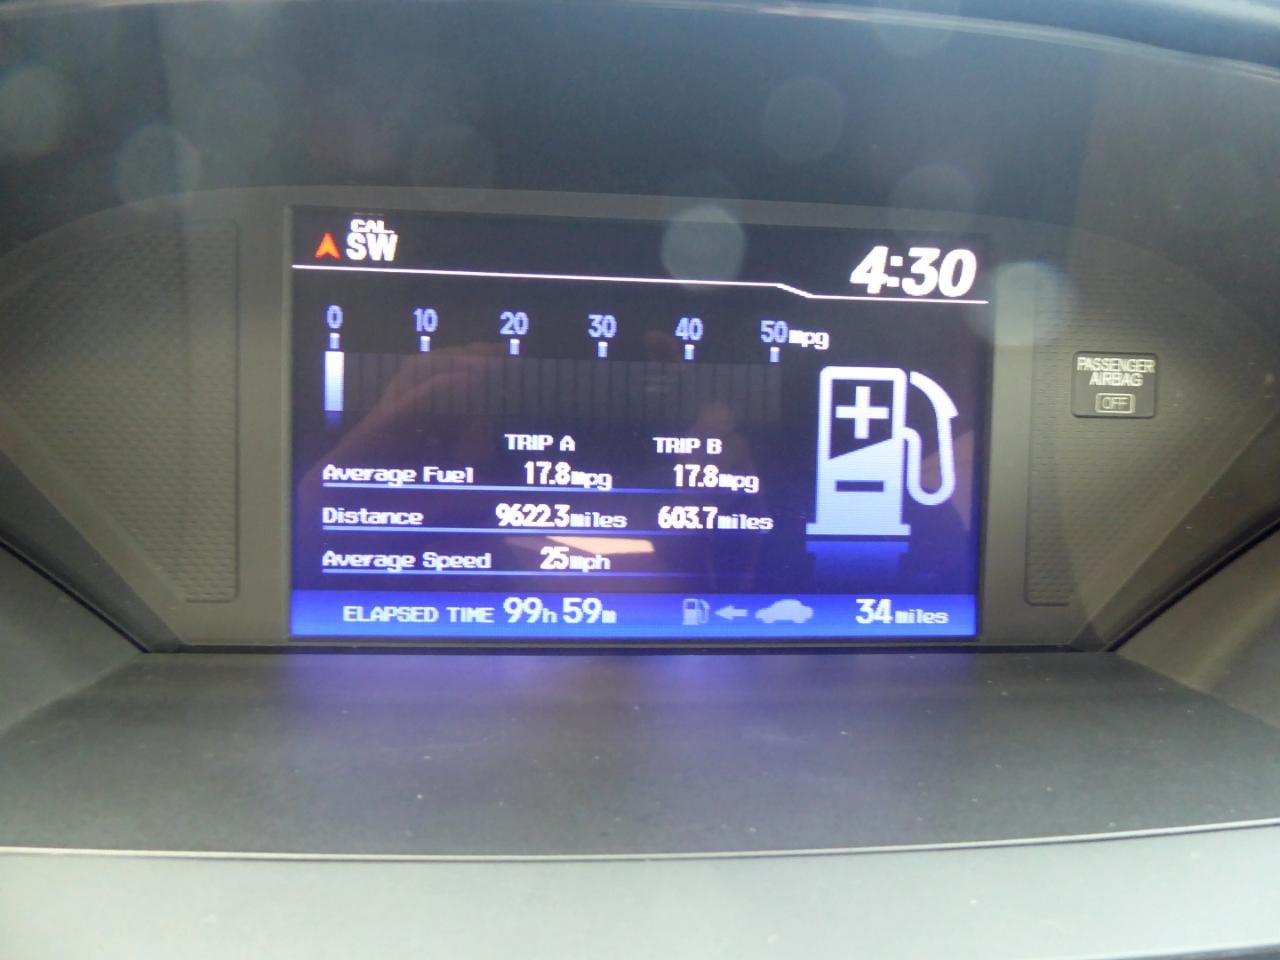 CAL
SW
4:30
0 10 20 30 40 50mpg
PASSENGER
AIRBAG
OFF
TRIP A TRIP B
Average Fuel 17.8mpg 17.8mpg
Distance 9622.3miles 603.7miles
Average Speed 25mph
ELAPSED TIME 99h 59m 34miles